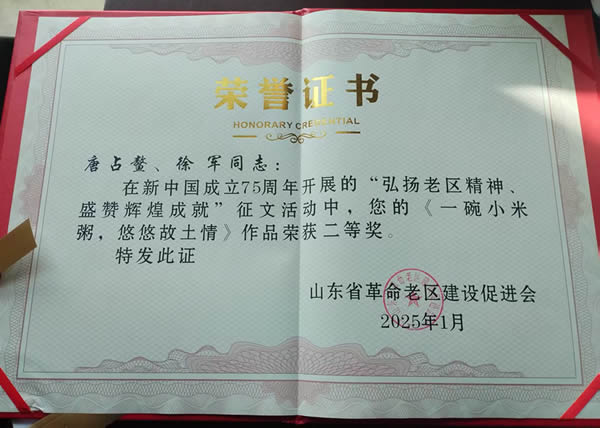 荣誉证书
HONORARY CREDENTIAL
唐占鳌、徐军同志：
在新中国成立75周年开展的“弘扬老区精神、
盛赞辉煌成就”征文活动中，您的《一碗小米
粥，悠悠故土情》作品荣获二等奖。
特发此证
山东省革命老区建设促进会
2025年1月